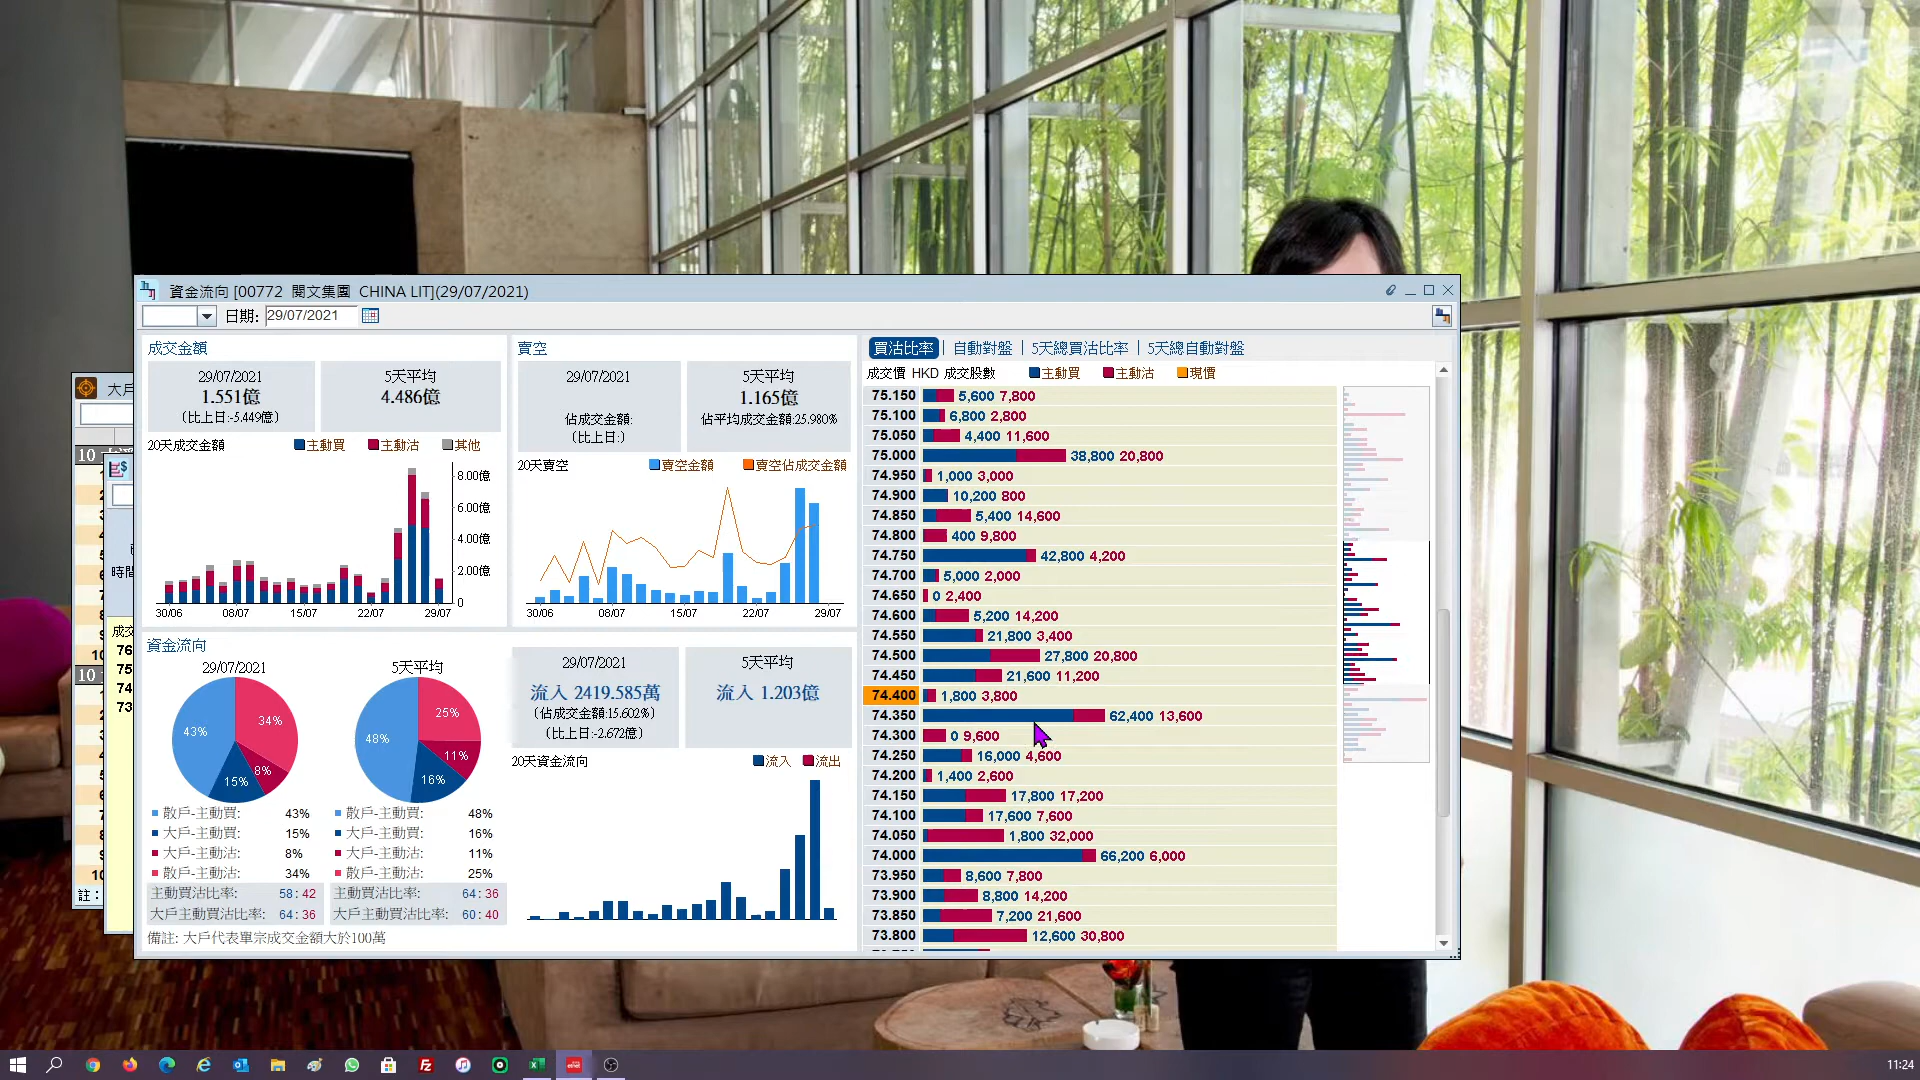 資金流向 [00772 閱文集團 CHINA LIT](29/07/2021)
日期: 29/07/2021
大戶
10
時間
成交
76
75
74
73
10
註：
成交金額
29/07/2021
1.551億
(比上日:-5.449億)
5天平均
4.486億
20天成交金額 主動買 主動沽 其他
8.00億
6.00億
4.00億
2.00億
0
30/06 08/07 15/07 22/07 29/07
賣空
29/07/2021
佔成交金額:
(比上日:)
5天平均
1.165億
佔平均成交金額:25.980%
20天賣空 賣空金額 賣空佔成交金額
30/06 08/07 15/07 22/07 29/07
資金流向
29/07/2021
43% 34% 8% 15%
5天平均
48% 25% 11% 16%
散戶-主動買: 43%
大戶-主動買: 15%
大戶-主動沽: 8%
散戶-主動沽: 34%
主動買沽比率: 58:42
大戶主動買沽比率: 64:36
散戶-主動買: 48%
大戶-主動買: 16%
大戶-主動沽: 11%
散戶-主動沽: 25%
主動買沽比率: 64:36
大戶主動買沽比率: 60:40
備註: 大戶代表單宗成交金額大於100萬
29/07/2021
流入 2419.585萬
(佔成交金額:15.602%)
(比上日:-2.672億)
5天平均
流入 1.203億
20天資金流向 流入 流出
買沽比率 | 自動對盤 | 5天總買沽比率 | 5天總自動對盤
成交價 HKD 成交股數 主動買 主動沽 現價
75.150 5,600 7,800
75.100 6,800 2,800
75.050 4,400 11,600
75.000 38,800 20,800
74.950 1,000 3,000
74.900 10,200 800
74.850 5,400 14,600
74.800 400 9,800
74.750 42,800 4,200
74.700 5,000 2,000
74.650 0 2,400
74.600 5,200 14,200
74.550 21,800 3,400
74.500 27,800 20,800
74.450 21,600 11,200
74.400 1,800 3,800
74.350 62,400 13,600
74.300 0 9,600
74.250 16,000 4,600
74.200 1,400 2,600
74.150 17,800 17,200
74.100 17,600 7,600
74.050 1,800 32,000
74.000 66,200 6,000
73.950 8,600 7,800
73.900 8,800 14,200
73.850 7,200 21,600
73.800 12,600 30,800
11:24